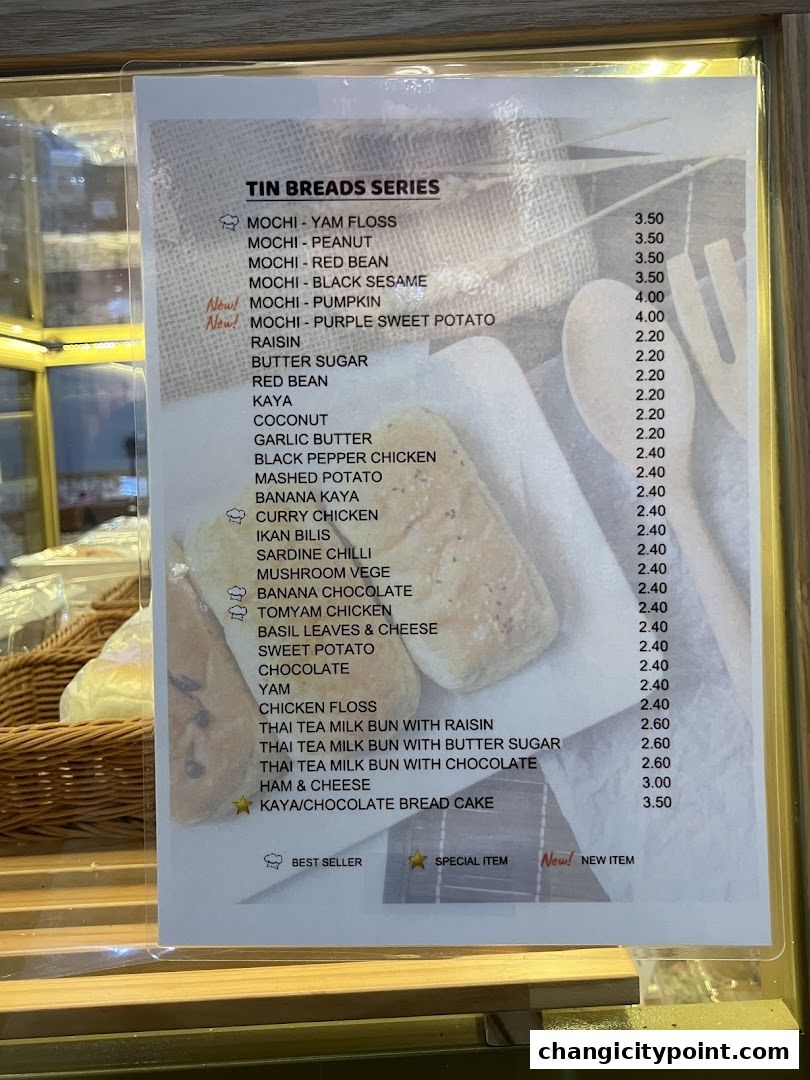 TIN BREADS SERIES
MOCHI - YAM FLOSS 3.50
MOCHI - PEANUT 3.50
MOCHI - RED BEAN 3.50
MOCHI - BLACK SESAME 3.50
New! MOCHI - PUMPKIN 4.00
New! MOCHI - PURPLE SWEET POTATO 4.00
RAISIN 2.20
BUTTER SUGAR 2.20
RED BEAN 2.20
KAYA 2.20
COCONUT 2.20
GARLIC BUTTER 2.20
BLACK PEPPER CHICKEN 2.40
MASHED POTATO 2.40
BANANA KAYA 2.40
CURRY CHICKEN 2.40
IKAN BILIS 2.40
SARDINE CHILLI 2.40
MUSHROOM VEGE 2.40
BANANA CHOCOLATE 2.40
TOMYAM CHICKEN 2.40
BASIL LEAVES & CHEESE 2.40
SWEET POTATO 2.40
CHOCOLATE 2.40
YAM 2.40
CHICKEN FLOSS 2.40
THAI TEA MILK BUN WITH RAISIN 2.60
THAI TEA MILK BUN WITH BUTTER SUGAR 2.60
THAI TEA MILK BUN WITH CHOCOLATE 2.60
HAM & CHEESE 3.00
KAYA/CHOCOLATE BREAD CAKE 3.50
BEST SELLER SPECIAL ITEM New! NEW ITEM
changicitypoint.com